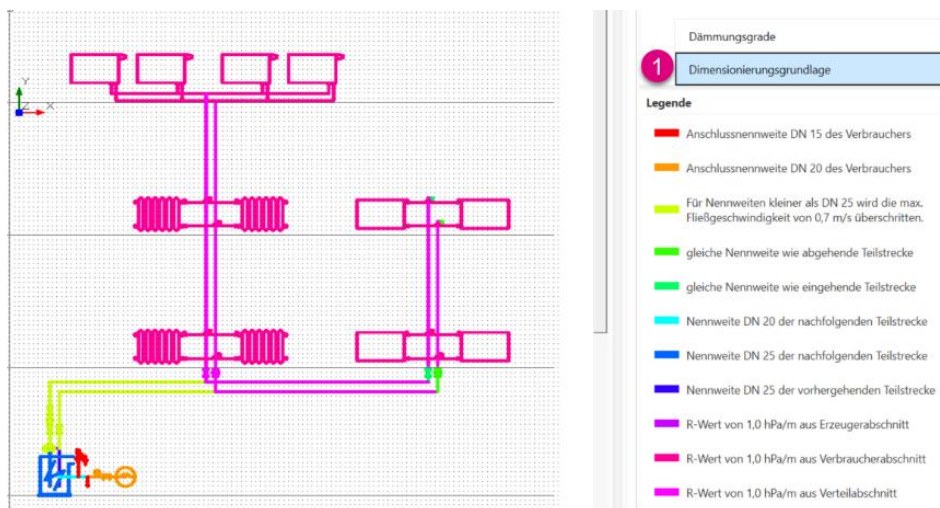 Y
X
Dämmungsgrade
1
Dimensionierungsgrundlage
Legende
Anschlussnennweite DN 15 des Verbrauchers
Anschlussnennweite DN 20 des Verbrauchers
Für Nennweiten kleiner als DN 25 wird die max.
Fließgeschwindigkeit von 0,7 m/s überschritten.
gleiche Nennweite wie abgehende Teilstrecke
gleiche Nennweite wie eingehende Teilstrecke
Nennweite DN 20 der nachfolgenden Teilstrecke
Nennweite DN 25 der nachfolgenden Teilstrecke
Nennweite DN 25 der vorhergehenden Teilstrecke
R-Wert von 1,0 hPa/m aus Erzeugerabschnitt
R-Wert von 1,0 hPa/m aus Verbraucherabschnitt
R-Wert von 1,0 hPa/m aus Verteilabschnitt